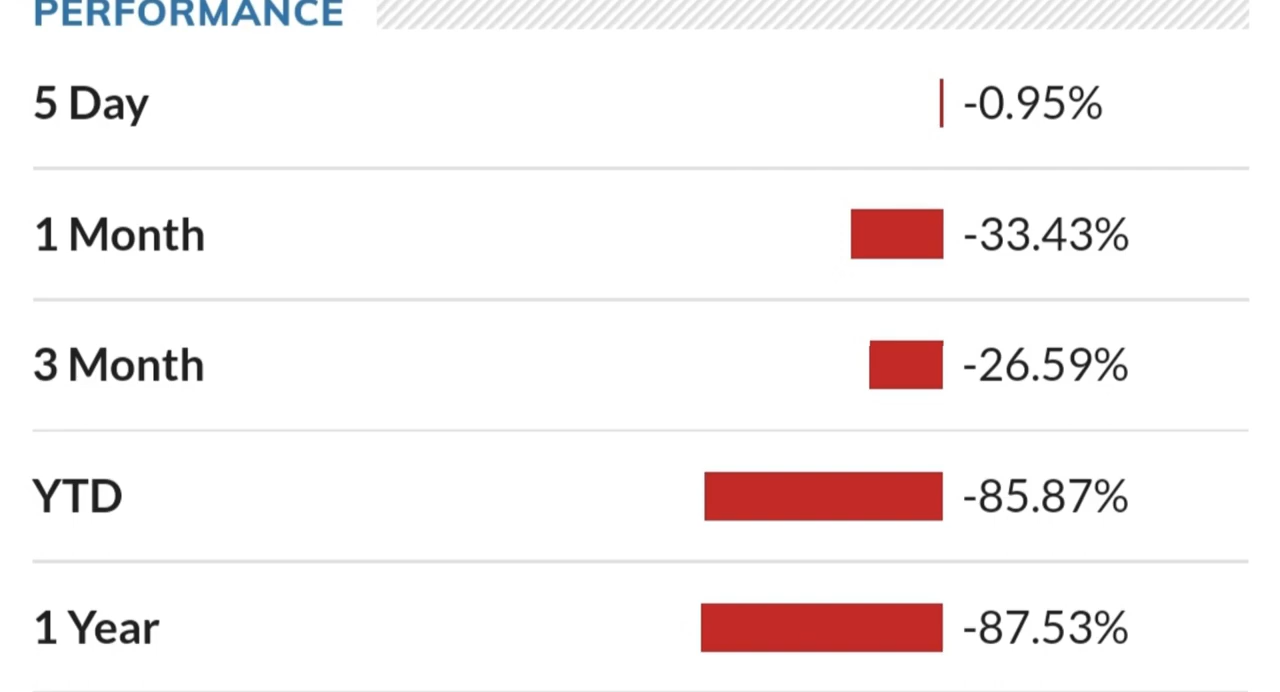 PERFORMANCE
5 Day -0.95%
1 Month -33.43%
3 Month -26.59%
YTD -85.87%
1 Year -87.53%